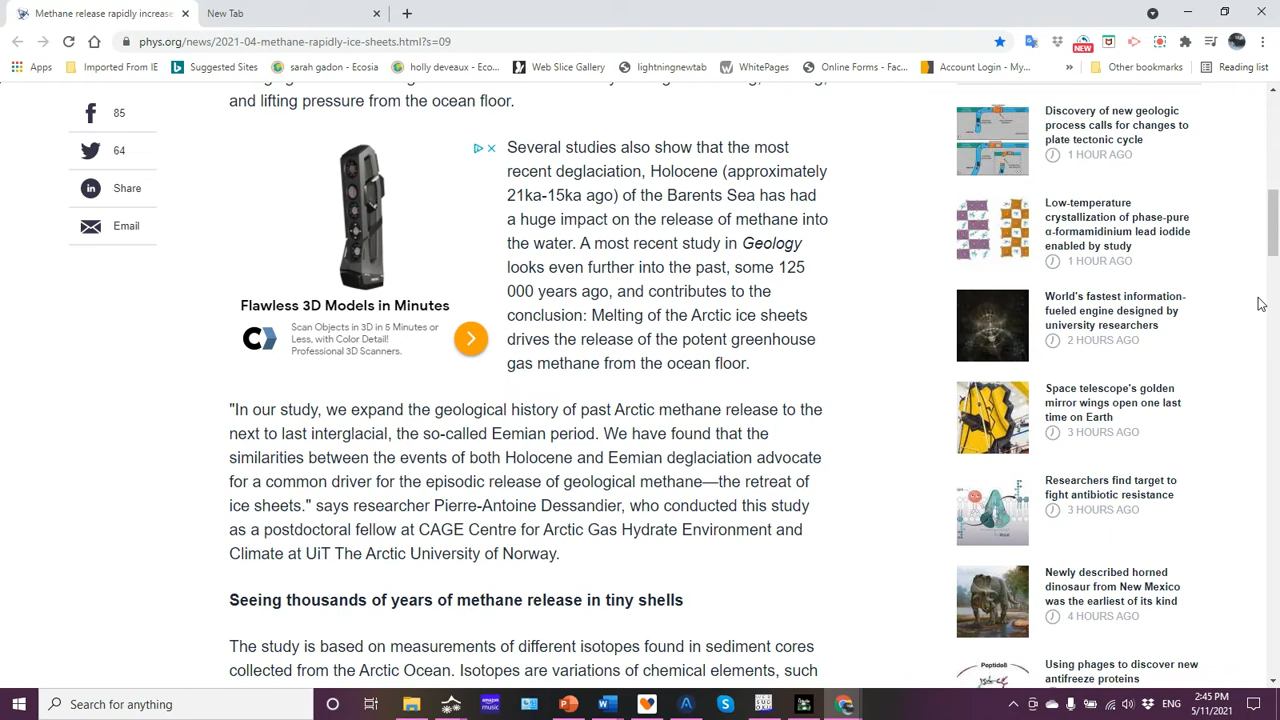 Methane rapidly increase
New Tab
phys.org/news/2021-04-methane-rapidly-ice-sheets.html?s=09
NEW
Apps
Imported From IE
Suggested Sites
sarah gadon - Ecosia
holly deveaux - Eco...
Web Slice Gallery
lightningnewtab
WhitePages
Online Forms - Fac...
Account Login - My...
Other bookmarks
Reading list
and lifting pressure from the ocean floor.
85
64
Share
Email
Several studies also show that the most
recent deglaciation, Holocene (approximately
21ka-15ka ago) of the Barents Sea has had
a huge impact on the release of methane into
the water. A most recent study in Geology
looks even further into the past, some 125
000 years ago, and contributes to the
conclusion: Melting of the Arctic ice sheets
drives the release of the potent greenhouse
gas methane from the ocean floor.
Flawless 3D Models in Minutes
Scan Objects in 3D in 5 Minutes or
Less, with Color Detail!
Professional 3D Scanners.
"In our study, we expand the geological history of past Arctic methane release to the
next to last interglacial, the so-called Eemian period. We have found that the
similarities between the events of both Holocene and Eemian deglaciation advocate
for a common driver for the episodic release of geological methane—the retreat of
ice sheets," says researcher Pierre-Antoine Dessandier, who conducted this study
as a postdoctoral fellow at CAGE Centre for Arctic Gas Hydrate Environment and
Climate at UiT The Arctic University of Norway.
Seeing thousands of years of methane release in tiny shells
The study is based on measurements of different isotopes found in sediment cores
collected from the Arctic Ocean. Isotopes are variations of chemical elements, such
Discovery of new geologic
process calls for changes to
plate tectonic cycle
1 HOUR AGO
Low-temperature
crystallization of phase-pure
α-formamidinium lead iodide
enabled by study
1 HOUR AGO
World's fastest information-
fueled engine designed by
university researchers
2 HOURS AGO
Space telescope's golden
mirror wings open one last
time on Earth
3 HOURS AGO
Researchers find target to
fight antibiotic resistance
3 HOURS AGO
Newly described horned
dinosaur from New Mexico
was the earliest of its kind
4 HOURS AGO
Using phages to discover new
antifreeze proteins
Search for anything
amazon
music
ENG
2:45 PM
5/11/2021